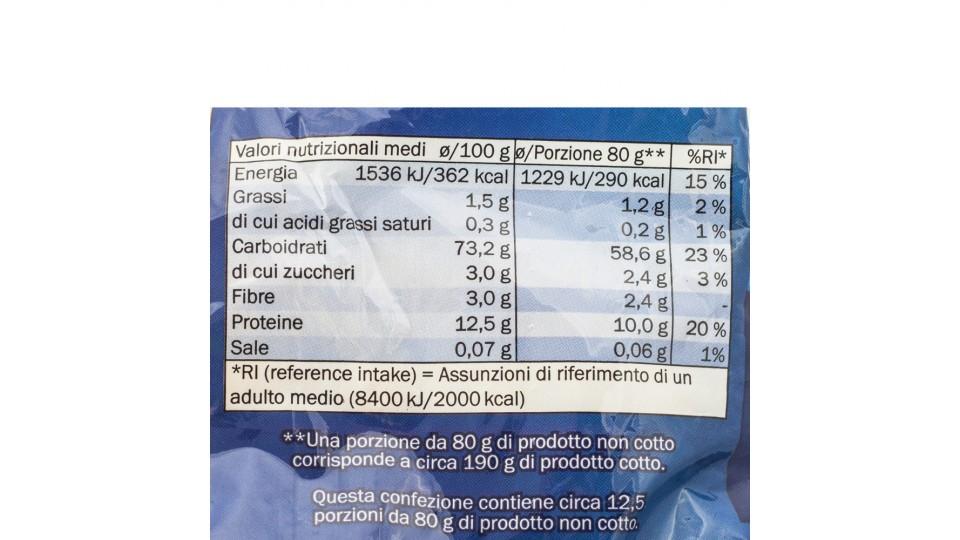 Valori nutrizionali medi ø/100 g ø/Porzione 80 g** %RI*
Energia 1536 kJ/362 kcal 1229 kJ/290 kcal 15 %
Grassi 1,5 g 1,2 g 2 %
di cui acidi grassi saturi 0,3 g 0,2 g 1 %
Carboidrati 73,2 g 58,6 g 23 %
di cui zuccheri 3,0 g 2,4 g 3 %
Fibre 3,0 g 2,4 g -
Proteine 12,5 g 10,0 g 20 %
Sale 0,07 g 0,06 g 1%
*RI (reference intake) = Assunzioni di riferimento di un
adulto medio (8400 kJ/2000 kcal)
**Una porzione da 80 g di prodotto non cotto
corrisponde a circa 190 g di prodotto cotto.
Questa confezione contiene circa 12,5
porzioni da 80 g di prodotto non cotto.